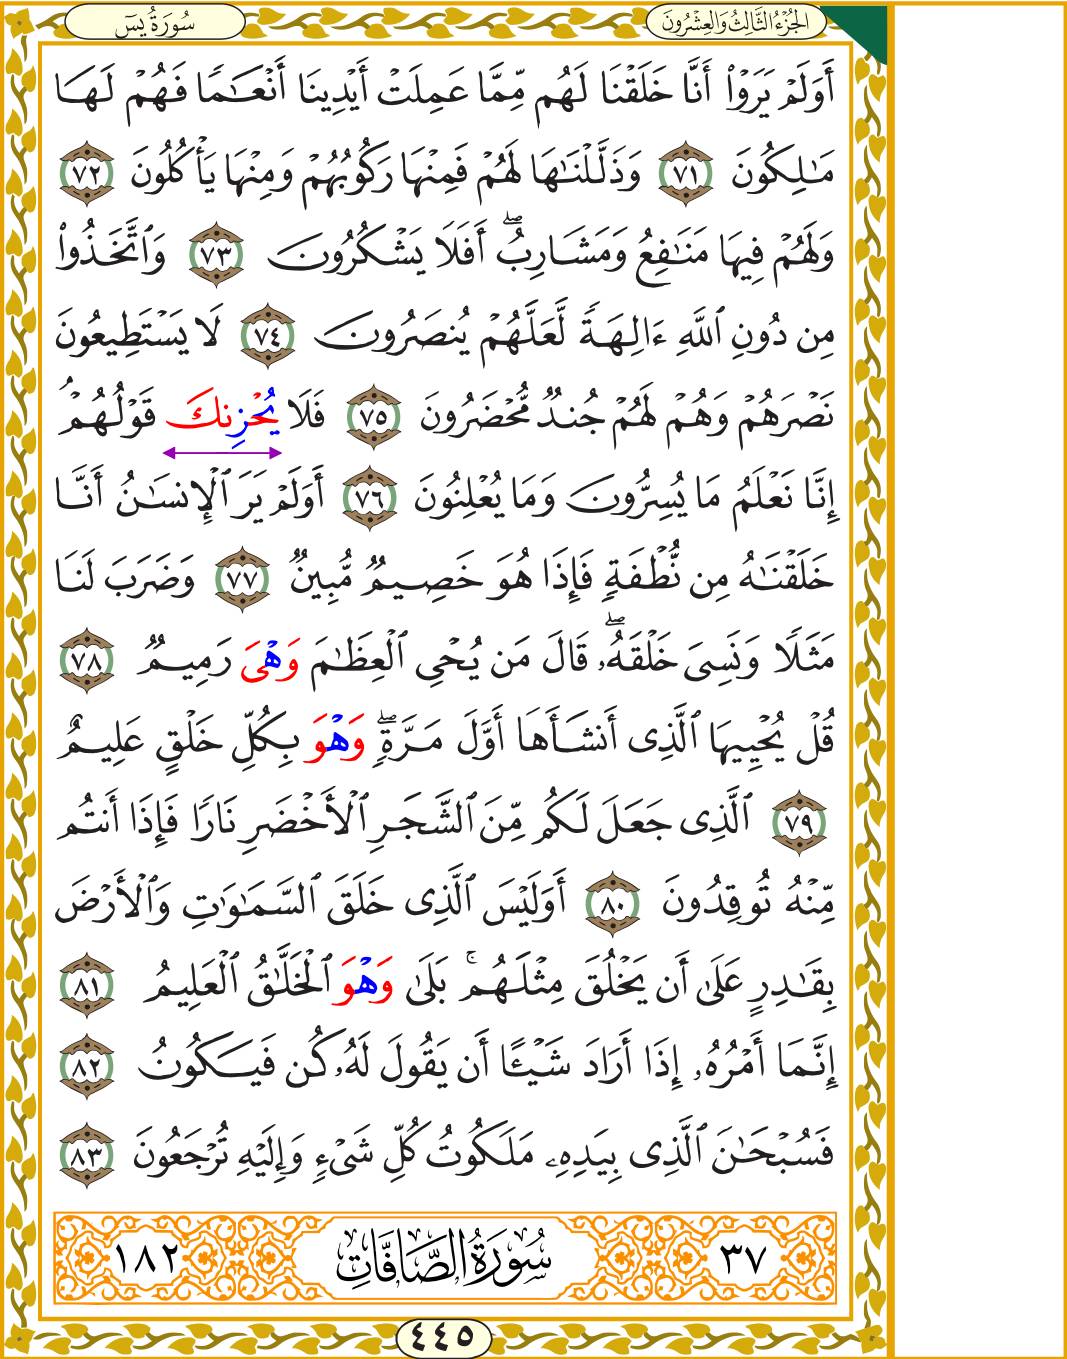 سُورَةُ يسٓ
الجُزْءُ الثَّالِثُ وَالعِشْرُونَ
أَوَلَمْ يَرَوْا۟ أَنَّا خَلَقْنَا لَهُم مِّمَّا عَمِلَتْ أَيْدِينَا أَنْعَـٰمًا فَهُمْ لَهَا
مَـٰلِكُونَ ٧١ وَذَلَّلْنَـٰهَا لَهُمْ فَمِنْهَا رَكُوبُهُمْ وَمِنْهَا يَأْكُلُونَ ٧٢
وَلَهُمْ فِيهَا مَنَـٰفِعُ وَمَشَارِبُ ۖ أَفَلَا يَشْكُرُونَ ٧٣ وَٱتَّخَذُوا۟
مِن دُونِ ٱللَّهِ ءَالِهَةً لَّعَلَّهُمْ يُنصَرُونَ ٧٤ لَا يَسْتَطِيعُونَ
نَصْرَهُمْ وَهُمْ لَهُمْ جُندٌ مُّحْضَرُونَ ٧٥ فَلَا يُحْزِنكَ قَوْلُهُمْ ۘ
إِنَّا نَعْلَمُ مَا يُسِرُّونَ وَمَا يُعْلِنُونَ ٧٦ أَوَلَمْ يَرَ ٱلْإِنسَـٰنُ أَنَّا
خَلَقْنَـٰهُ مِن نُّطْفَةٍ فَإِذَا هُوَ خَصِيمٌ مُّبِينٌ ٧٧ وَضَرَبَ لَنَا
مَثَلًا وَنَسِىَ خَلْقَهُۥ ۖ قَالَ مَن يُحْىِ ٱلْعِظَـٰمَ وَهْىَ رَمِيمٌ ٧٨
قُلْ يُحْيِيهَا ٱلَّذِى أَنشَأَهَا أَوَّلَ مَرَّةٍ ۖ وَهْوَ بِكُلِّ خَلْقٍ عَلِيمٌ
٧٩ ٱلَّذِى جَعَلَ لَكُم مِّنَ ٱلشَّجَرِ ٱلْأَخْضَرِ نَارًا فَإِذَا أَنتُم
مِّنْهُ تُوقِدُونَ ٨٠ أَوَلَيْسَ ٱلَّذِى خَلَقَ ٱلسَّمَـٰوَٰتِ وَٱلْأَرْضَ
بِقَـٰدِرٍ عَلَىٰ أَن يَخْلُقَ مِثْلَهُم ۚ بَلَىٰ وَهْوَ ٱلْخَلَّـٰقُ ٱلْعَلِيمُ ٨١
إِنَّمَا أَمْرُهُۥ إِذَا أَرَادَ شَيْـًٔا أَن يَقُولَ لَهُۥ كُن فَيَكُونُ ٨٢
فَسُبْحَـٰنَ ٱلَّذِى بِيَدِهِۦ مَلَكُوتُ كُلِّ شَىْءٍ وَإِلَيْهِ تُرْجَعُونَ ٨٣
٣٧ سُورَةُ الصَّافَّاتِ ١٨٢
٤٤٥